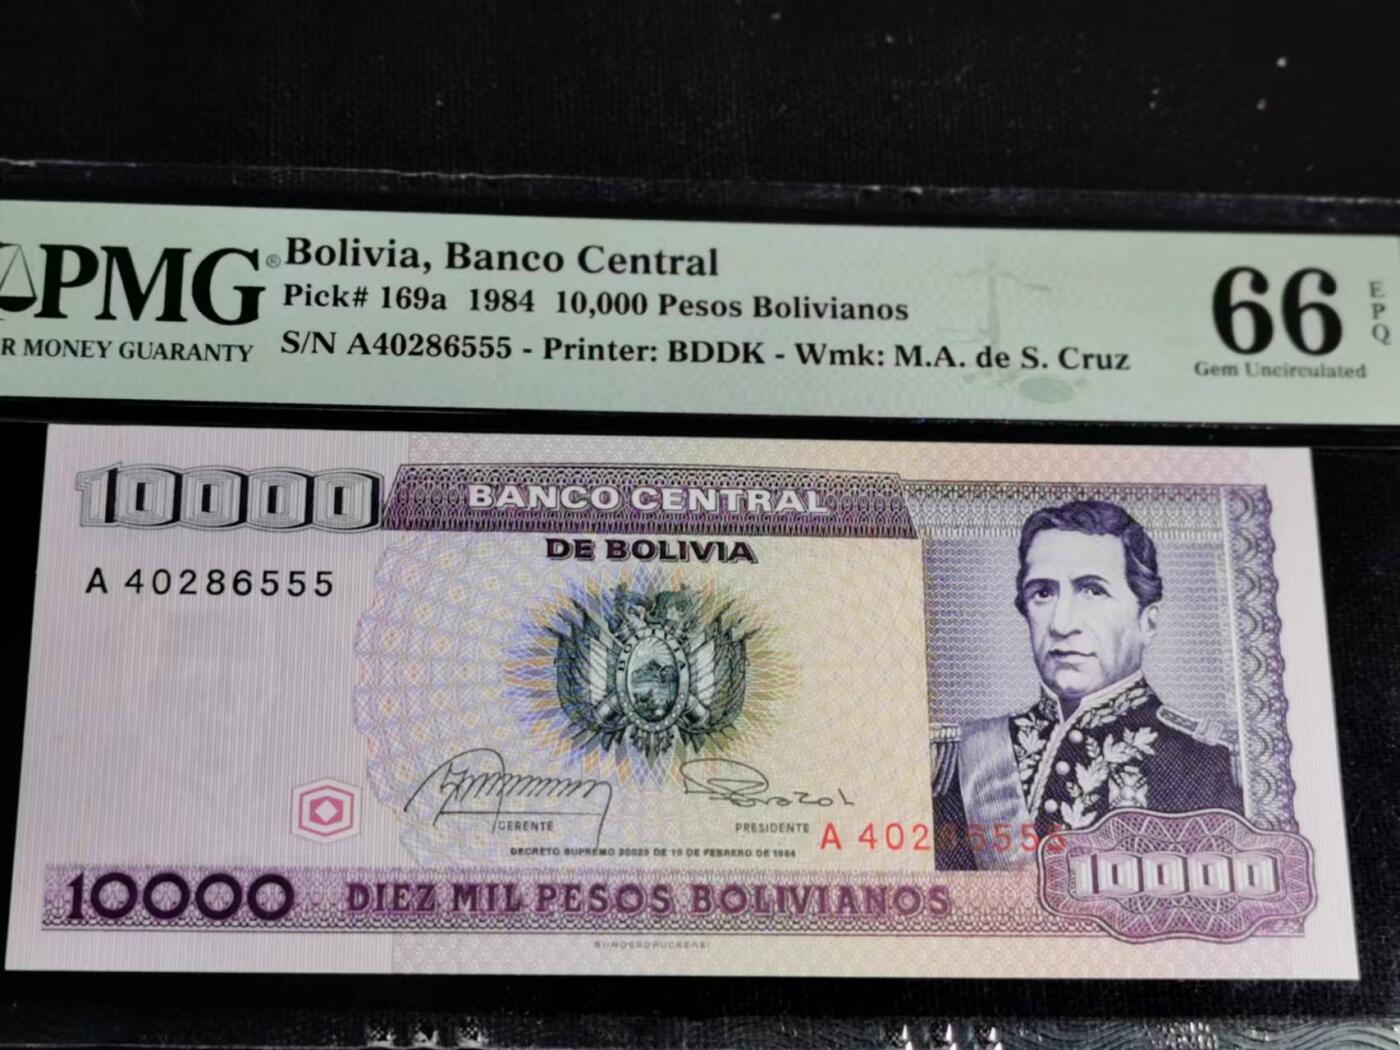 PMG®
R MONEY GUARANTY
Bolivia, Banco Central
Pick# 169a 1984 10,000 Pesos Bolivianos
S/N A40286555 - Printer: BDDK - Wmk: M.A. de S. Cruz
66
EPQ
Gem Uncirculated
10000
BANCO CENTRAL
DE BOLIVIA
A 40286555
BOLIVIA
GERENTE
PRESIDENTE
A 40286555
DECRETO SUPREMO 20029 DE 10 DE FEBRERO DE 1984
10000
DIEZ MIL PESOS BOLIVIANOS
10000
BUNDESDRUCKEREI